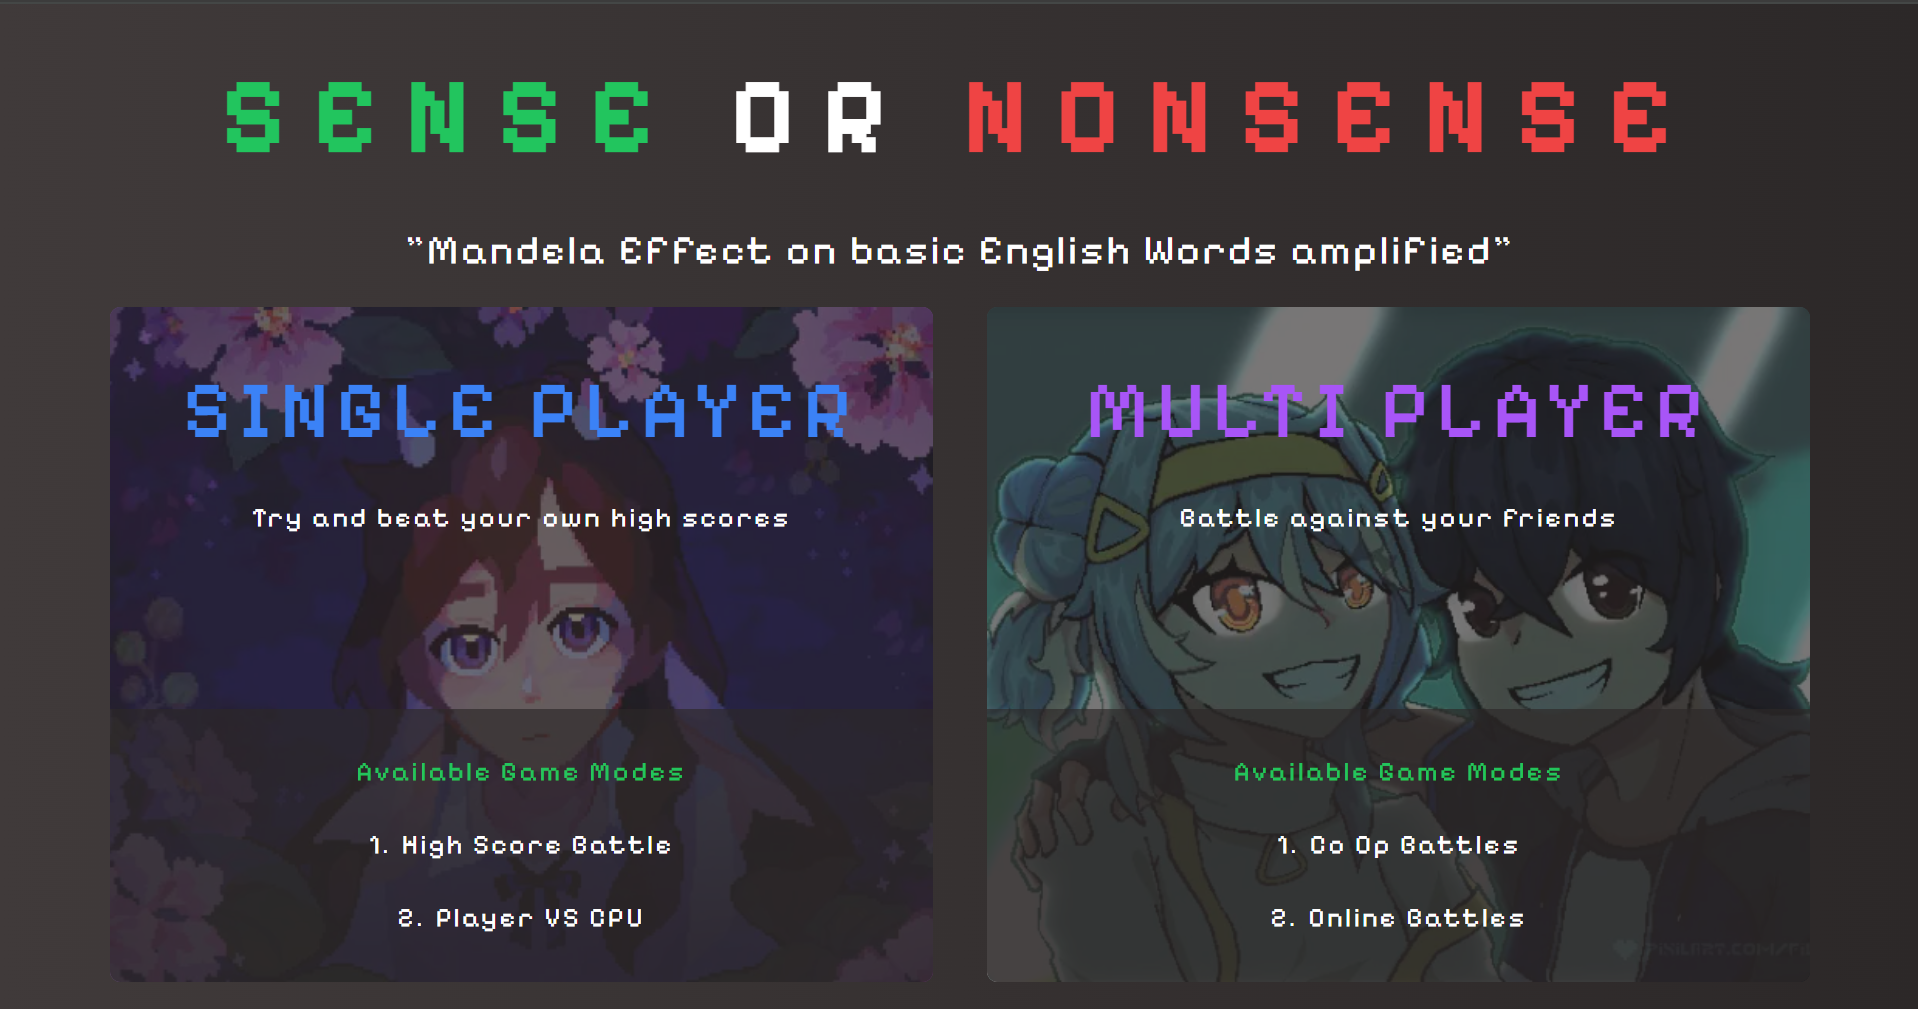 SENSE OR NONSENSE
"Mandela Effect on basic English Words amplified"
SINGLE PLAYER
Try and beat your own high scores
Available Game Modes
1. High Score Battle
2. Player VS CPU
MULTI PLAYER
Battle against your friends
Available Game Modes
1. Co Op Battles
2. Online Battles